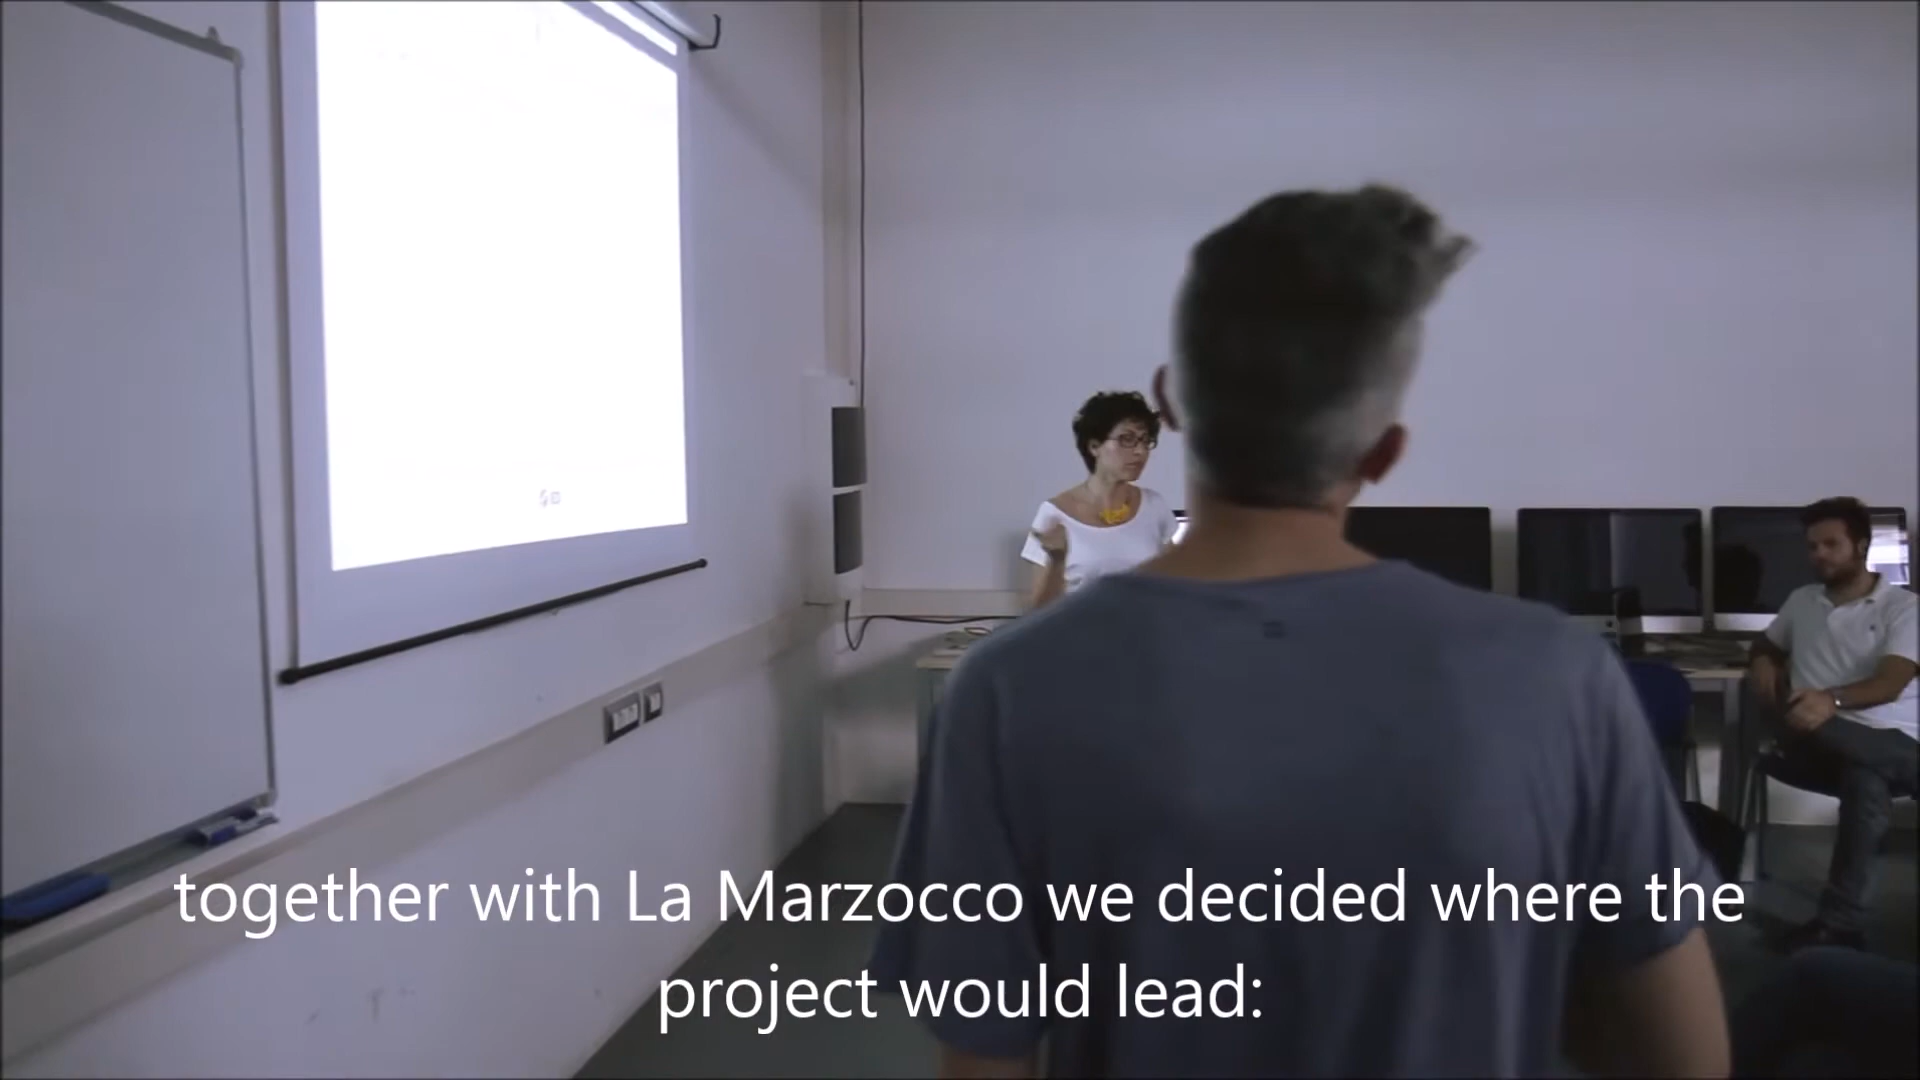 together with La Marzocco we decided where the
project would lead: